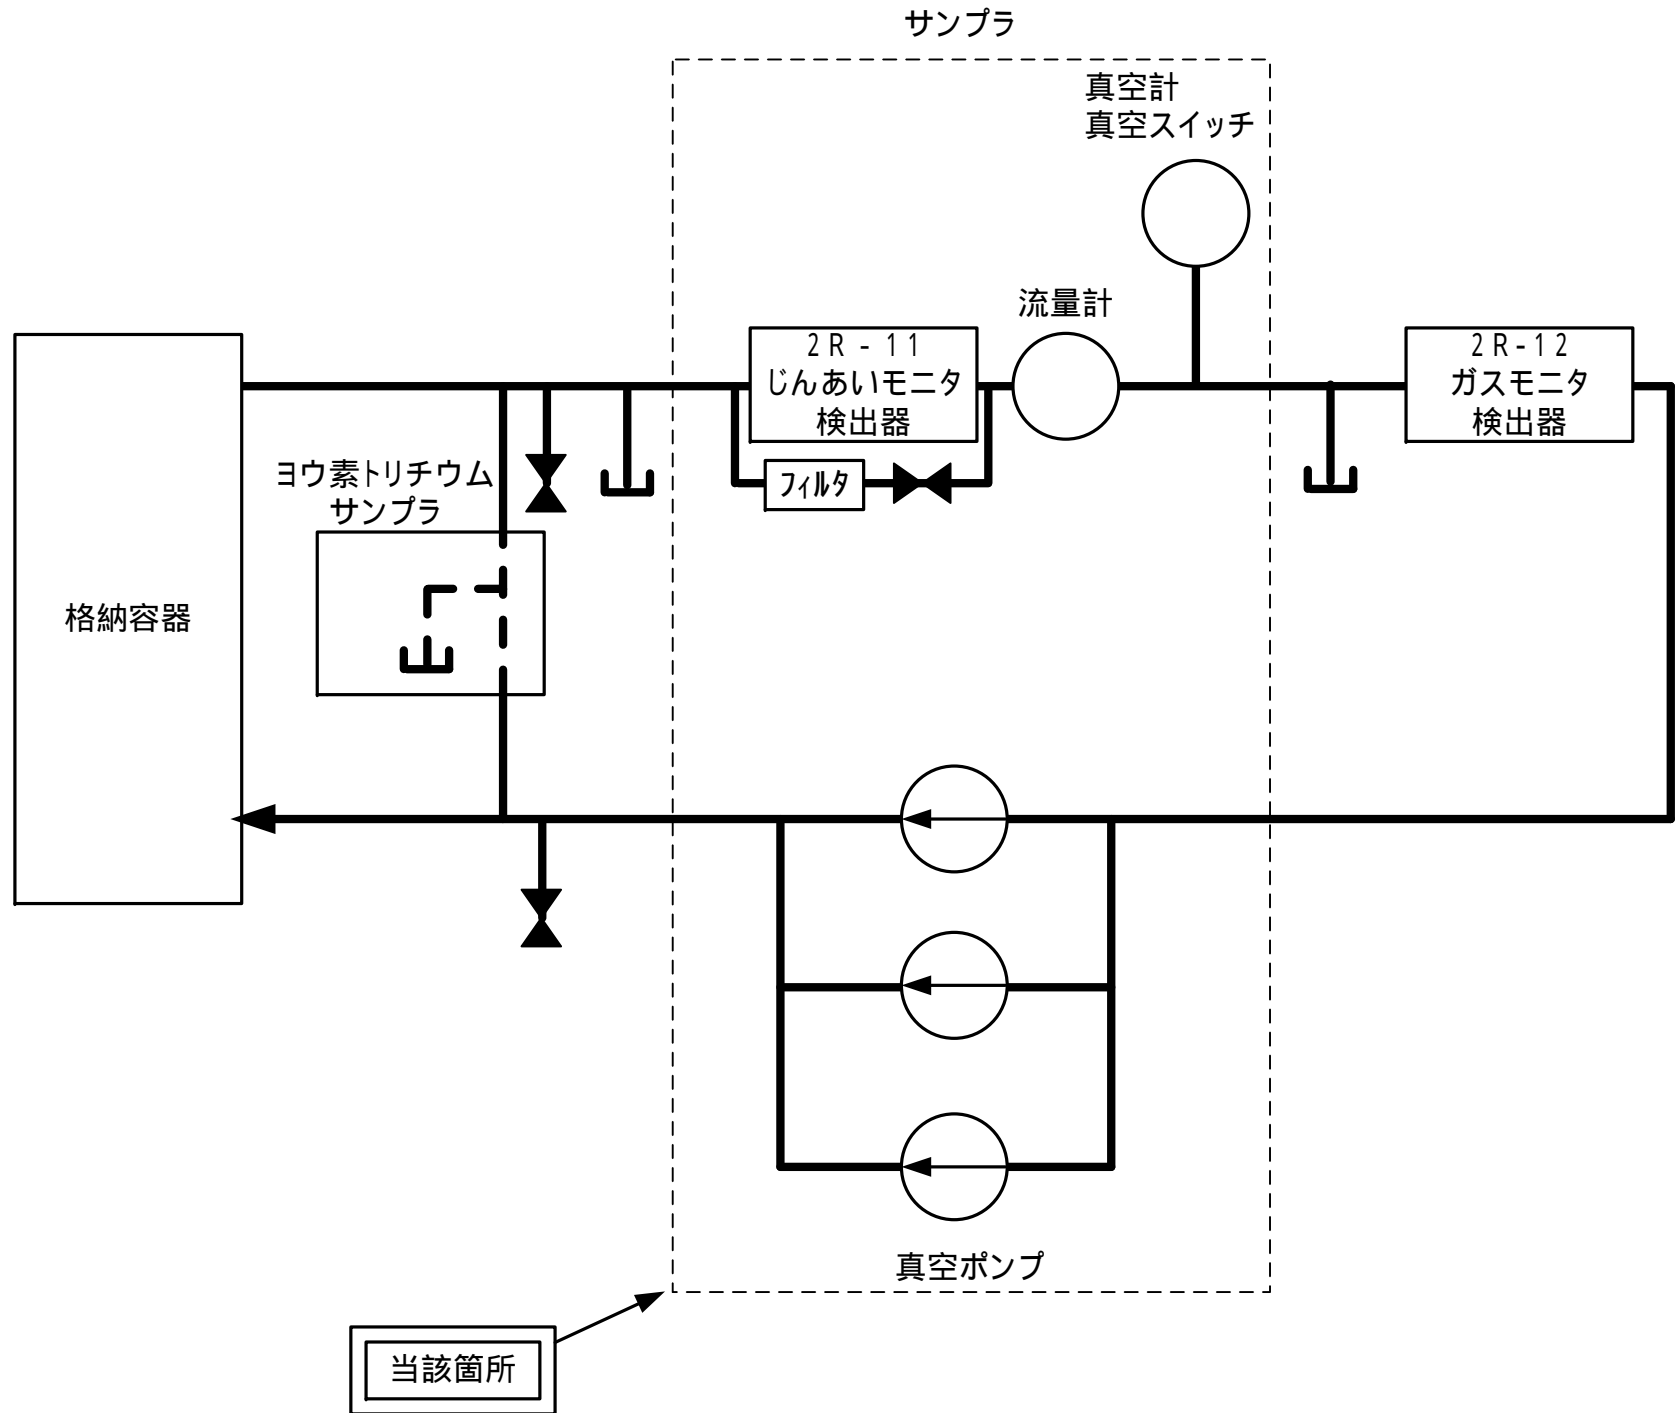 サンプラ
真空計
真空スイッチ
流量計
2R-11
じんあいモニタ
検出器
2R-12
ガスモニタ
検出器
フィルタ
ヨウ素トリチウム
サンプラ
格納容器
真空ポンプ
当該箇所